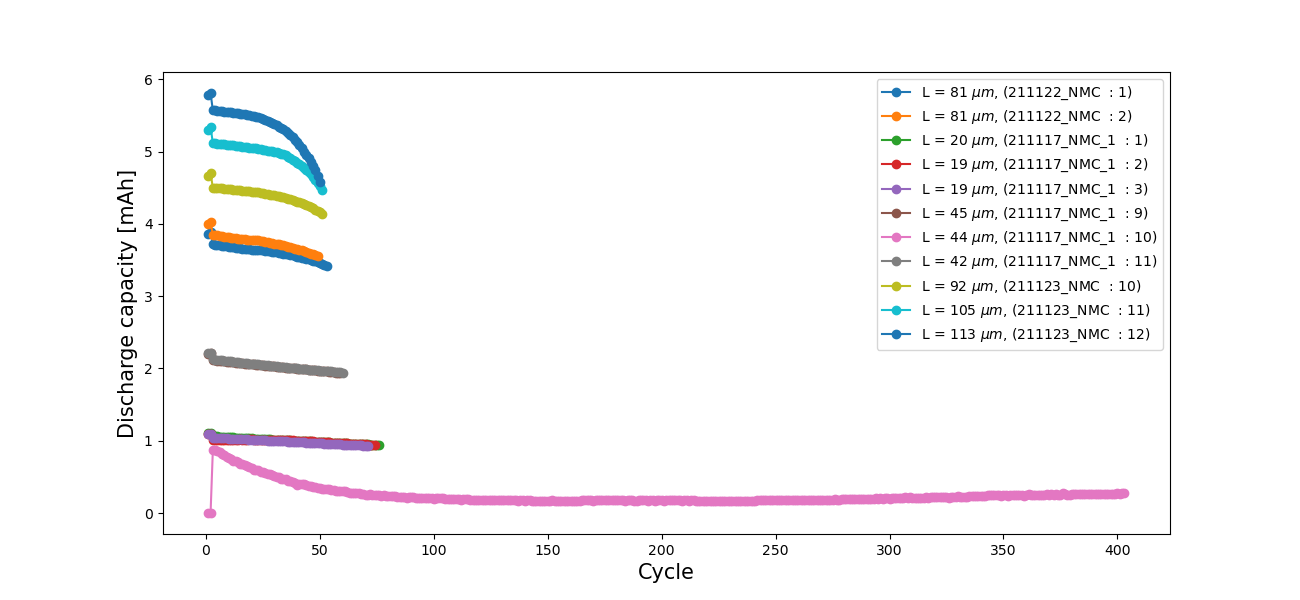 6
5
4
3
2
1
0
Discharge capacity [mAh]
0 50 100 150 200 250 300 350 400
Cycle
L = 81 μm, (211122_NMC : 1)
L = 81 μm, (211122_NMC : 2)
L = 20 μm, (211117_NMC_1 : 1)
L = 19 μm, (211117_NMC_1 : 2)
L = 19 μm, (211117_NMC_1 : 3)
L = 45 μm, (211117_NMC_1 : 9)
L = 44 μm, (211117_NMC_1 : 10)
L = 42 μm, (211117_NMC_1 : 11)
L = 92 μm, (211123_NMC : 10)
L = 105 μm, (211123_NMC : 11)
L = 113 μm, (211123_NMC : 12)